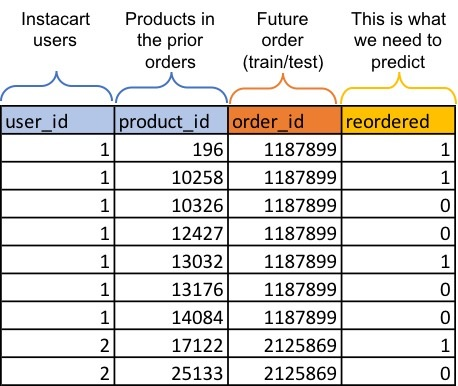 Instacart users
Products in the prior orders
Future order (train/test)
This is what we need to predict
user_id product_id order_id reordered
1 196 1187899 1
1 10258 1187899 1
1 10326 1187899 0
1 12427 1187899 0
1 13032 1187899 1
1 13176 1187899 0
1 14084 1187899 0
2 17122 2125869 1
2 25133 2125869 0